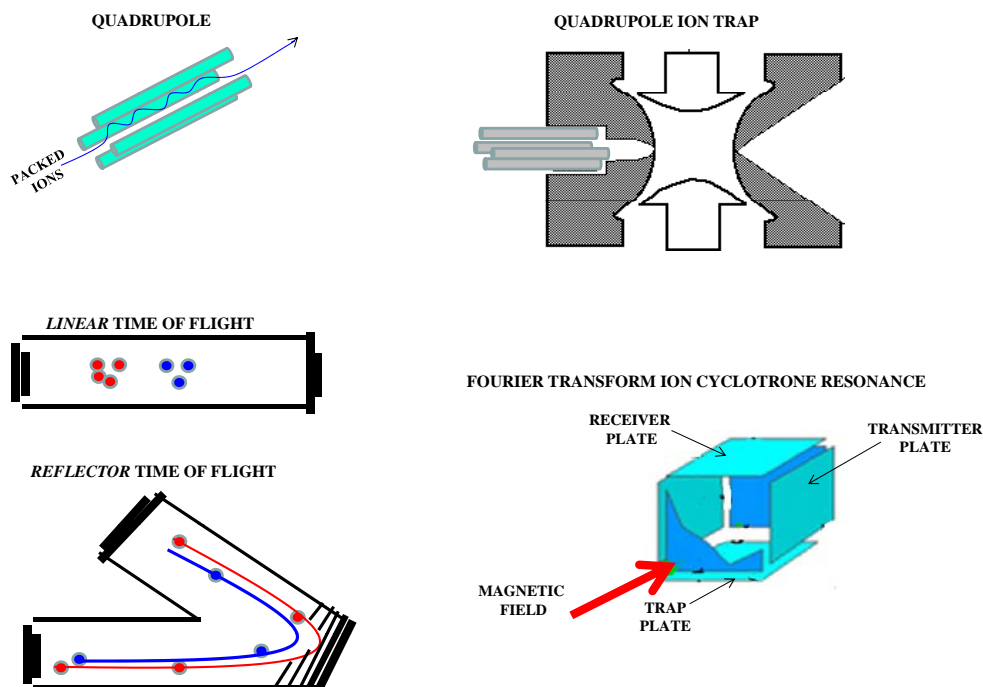 QUADRUPOLE
QUADRUPOLE ION TRAP
PACKED
IONS
LINEAR TIME OF FLIGHT
FOURIER TRANSFORM ION CYCLOTRONE RESONANCE
RECEIVER
PLATE
TRANSMITTER
PLATE
REFLECTOR TIME OF FLIGHT
MAGNETIC
FIELD
TRAP
PLATE